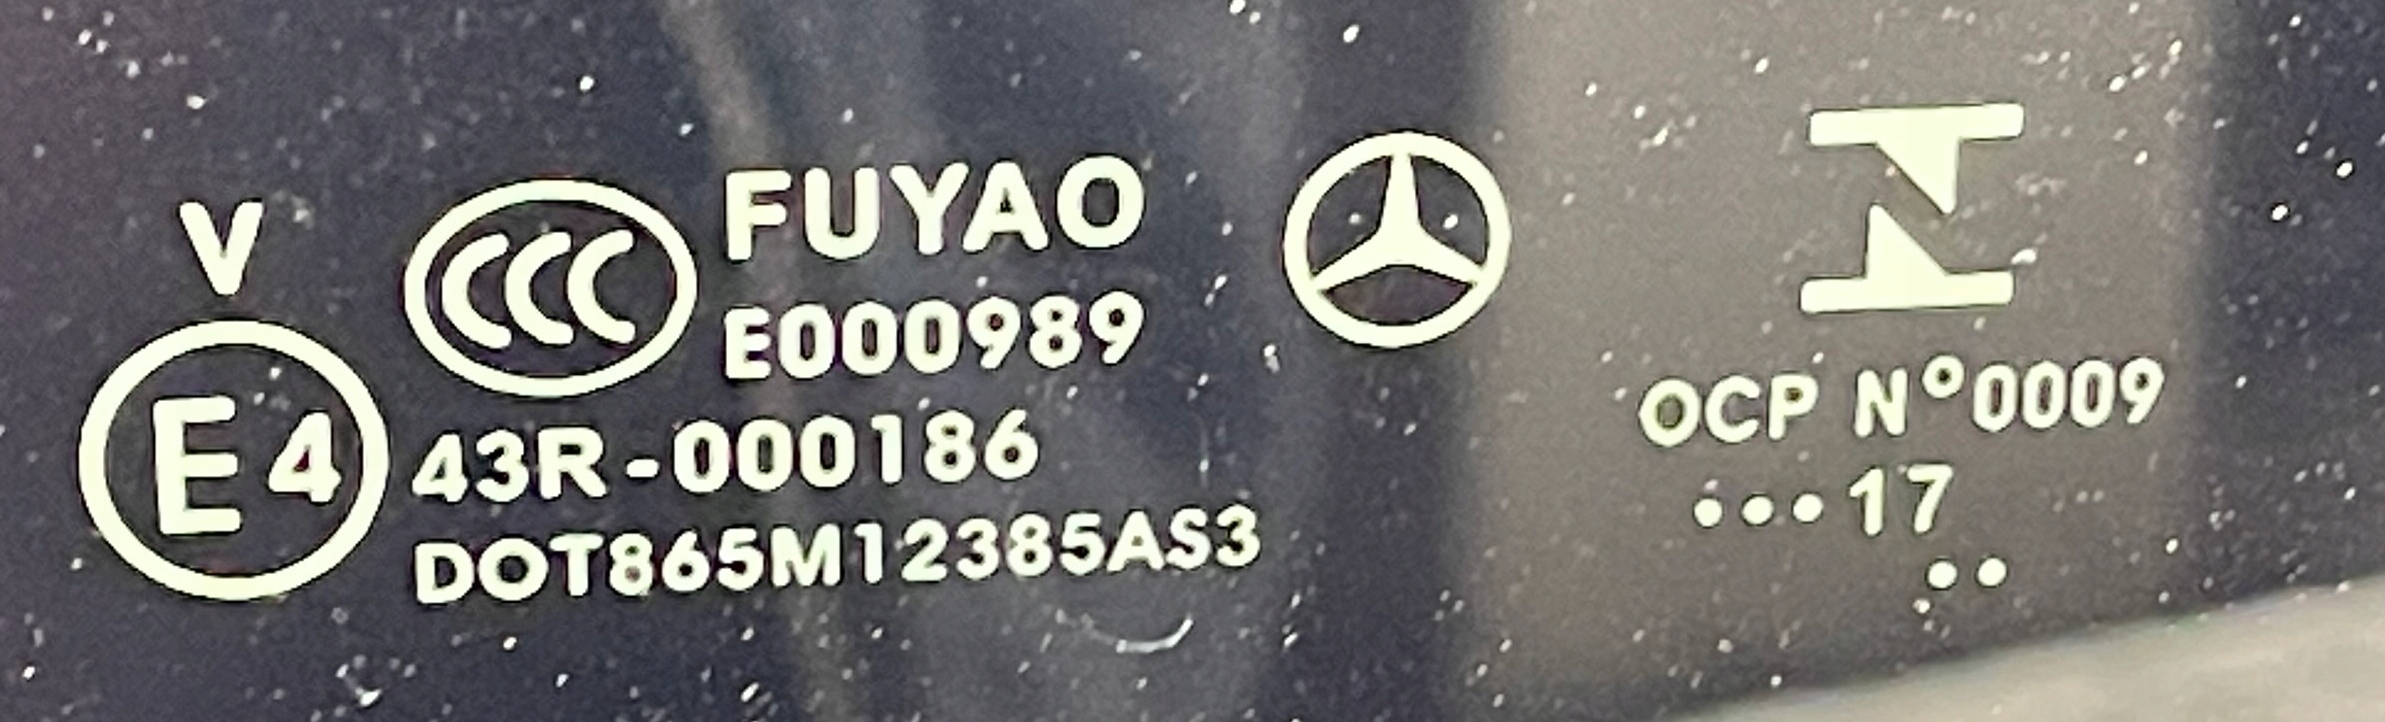 V
E4
CCC
FUYAO
E000989
43R-000186
DOT865M12385AS3
OCP N°0009
•••17
••